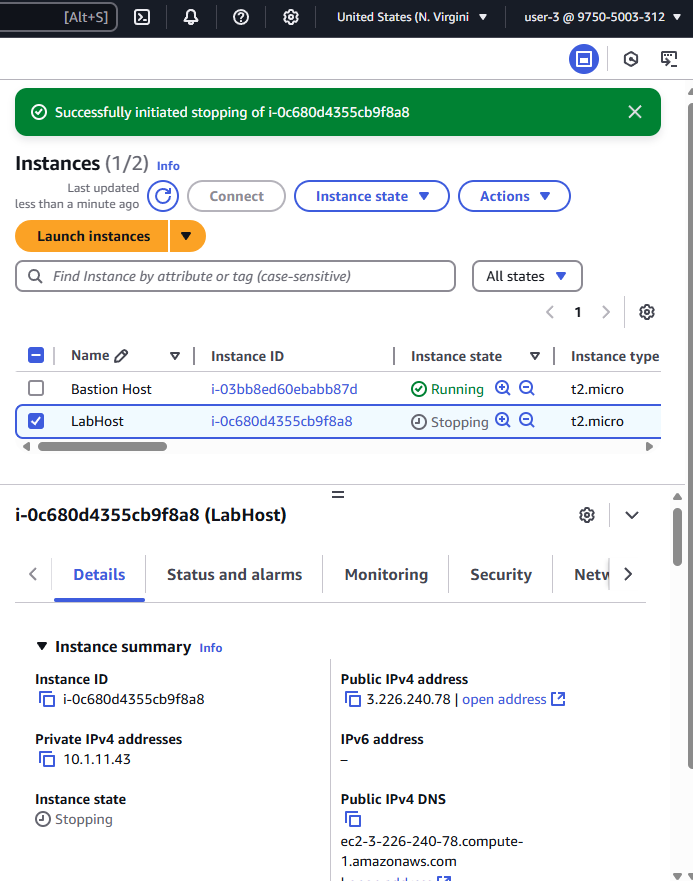 [Alt+S]
United States (N. Virgini
user-3 @ 9750-5003-312
Successfully initiated stopping of i-0c680d4355cb9f8a8
Instances (1/2) Info
Last updated
less than a minute ago
Connect
Instance state
Actions
Launch instances
Find Instance by attribute or tag (case-sensitive)
All states
1
Name
Instance ID
Instance state
Instance type
Bastion Host
i-03bb8ed60ebabb87d
Running
t2.micro
LabHost
i-0c680d4355cb9f8a8
Stopping
t2.micro
i-0c680d4355cb9f8a8 (LabHost)
Details
Status and alarms
Monitoring
Security
Netw
Instance summary Info
Instance ID
i-0c680d4355cb9f8a8
Public IPv4 address
3.226.240.78 | open address
Private IPv4 addresses
10.1.11.43
IPv6 address
–
Instance state
Stopping
Public IPv4 DNS
ec2-3-226-240-78.compute-
1.amazonaws.com